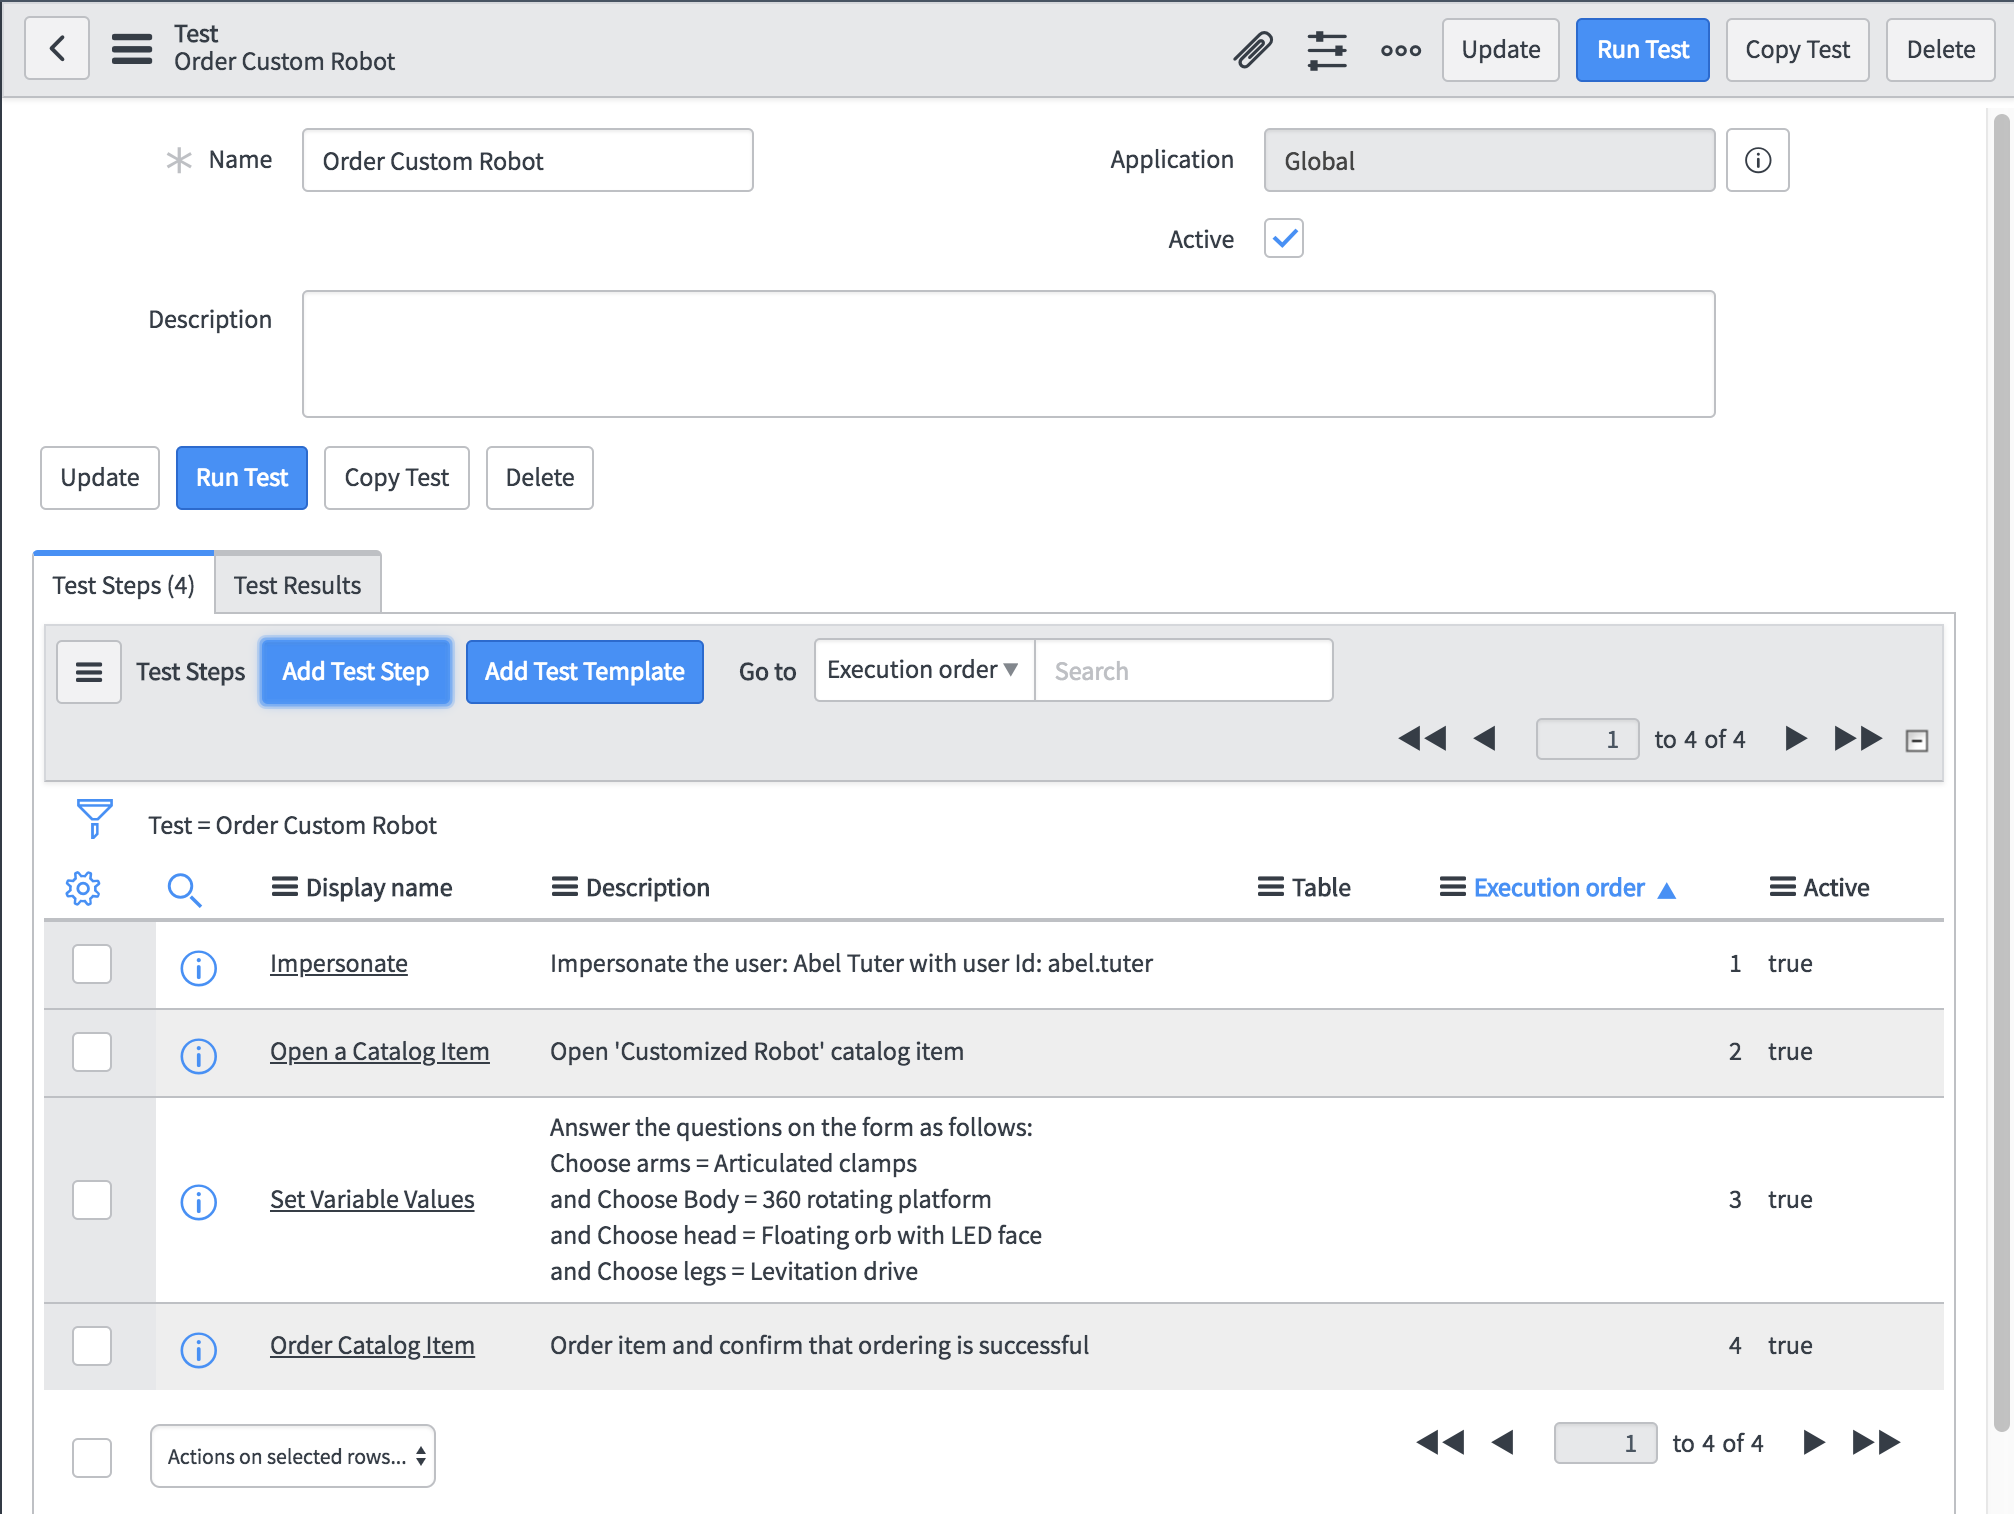 Test
Order Custom Robot
Update
Run Test
Copy Test
Delete
Name
Order Custom Robot
Application
Global
Active
Description
Update
Run Test
Copy Test
Delete
Test Steps (4)
Test Results
Test Steps
Add Test Step
Add Test Template
Go to
Execution order
Search
1
to 4 of 4
Test = Order Custom Robot
Display name
Description
Table
Execution order
Active
Impersonate
Impersonate the user: Abel Tuter with user Id: abel.tuter
1
true
Open a Catalog Item
Open 'Customized Robot' catalog item
2
true
Set Variable Values
Answer the questions on the form as follows:
Choose arms = Articulated clamps
and Choose Body = 360 rotating platform
and Choose head = Floating orb with LED face
and Choose legs = Levitation drive
3
true
Order Catalog Item
Order item and confirm that ordering is successful
4
true
Actions on selected rows...
1
to 4 of 4